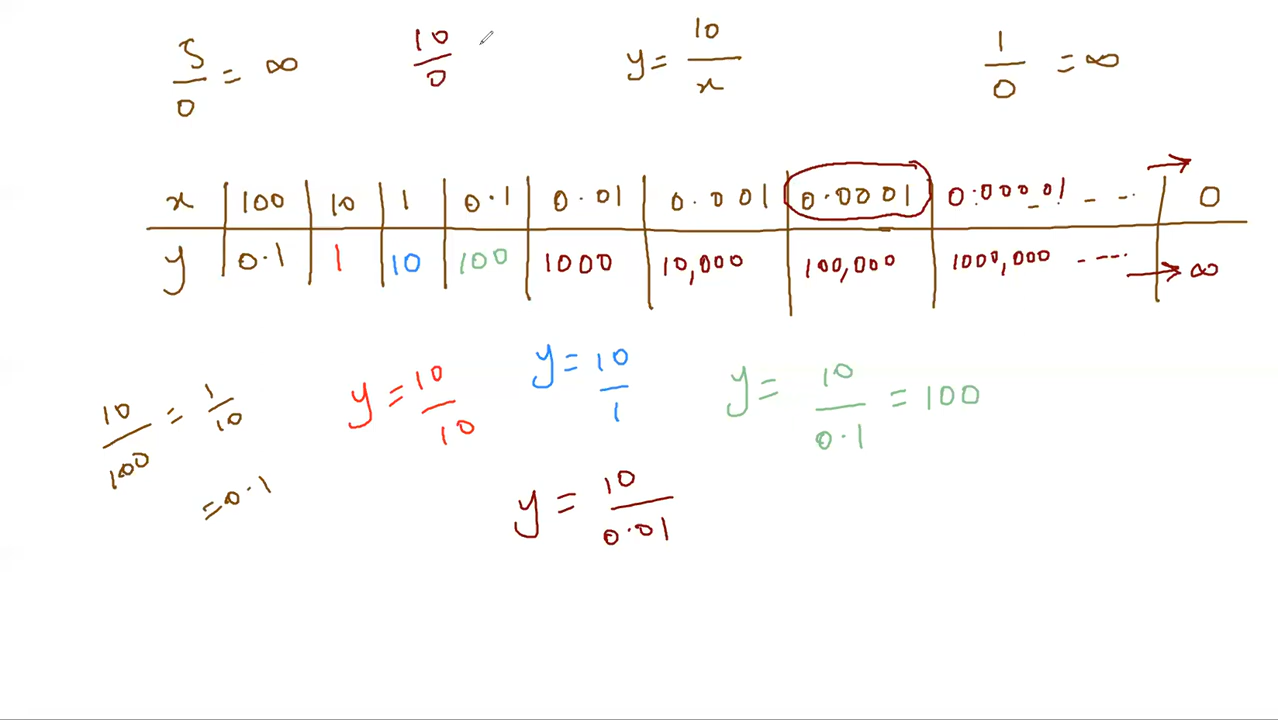 5/0 = ∞ 10/0 y = 10/x 1/0 = ∞
x | 100 | 10 | 1 | 0.1 | 0.01 | 0.001 | 0.0001 | 0.00001 - - -- → 0
y | 0.1 | 1 | 10 | 100 | 1000 | 10,000 | 100,000 | 1000,000 - --- → ∞
10/100 = 1/10
= 0.1
y = 10/10
y = 10/1
y = 10/0.1 = 100
y = 10/0.01